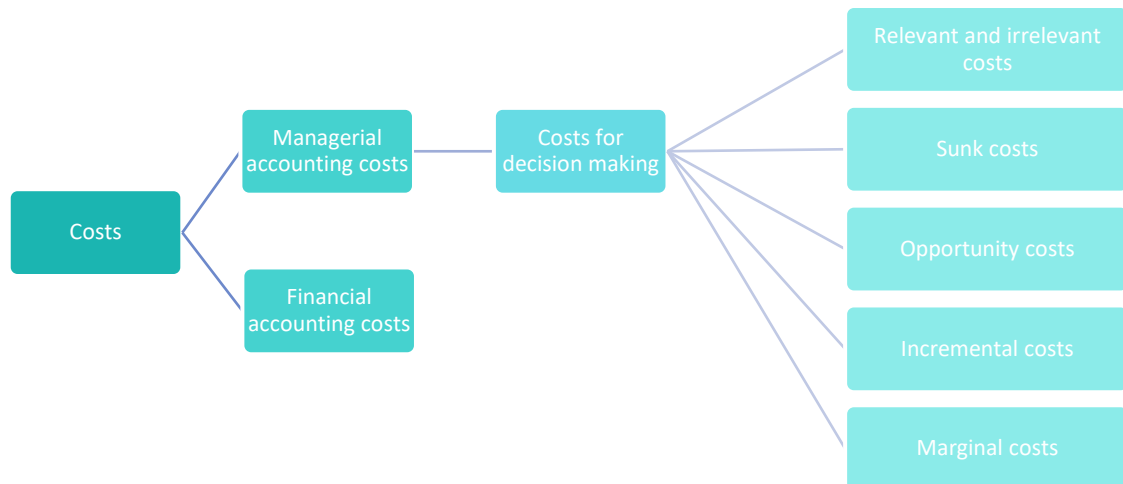 Costs
Managerial
accounting costs
Financial
accounting costs
Costs for
decision making
Relevant and irrelevant
costs
Sunk costs
Opportunity costs
Incremental costs
Marginal costs